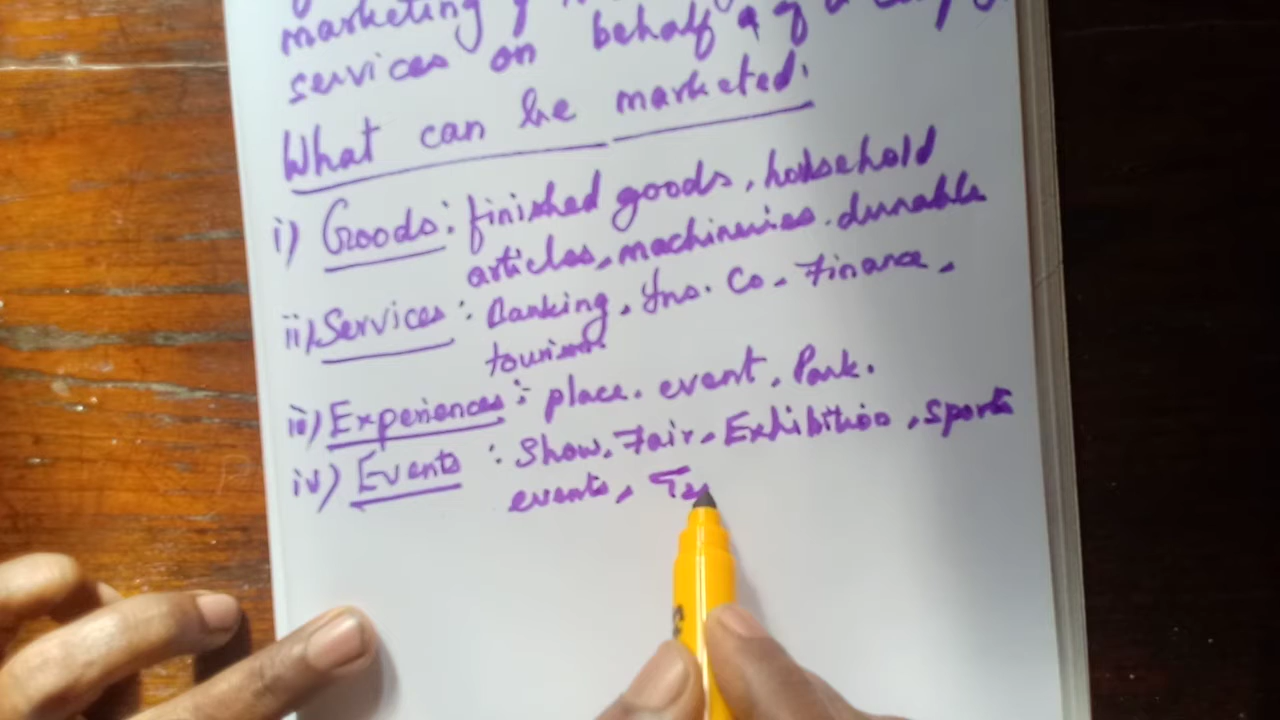 marketing
services on behalf of a
What can be marketed.
i) Goods: finished goods, household
articles, machineries. durable
ii) Services: Banking, Ins. Co. Finance,
tourism
iii) Experiences: place. event, Park.
iv) Events: Show, Fair, Exhibition, Sports
events,